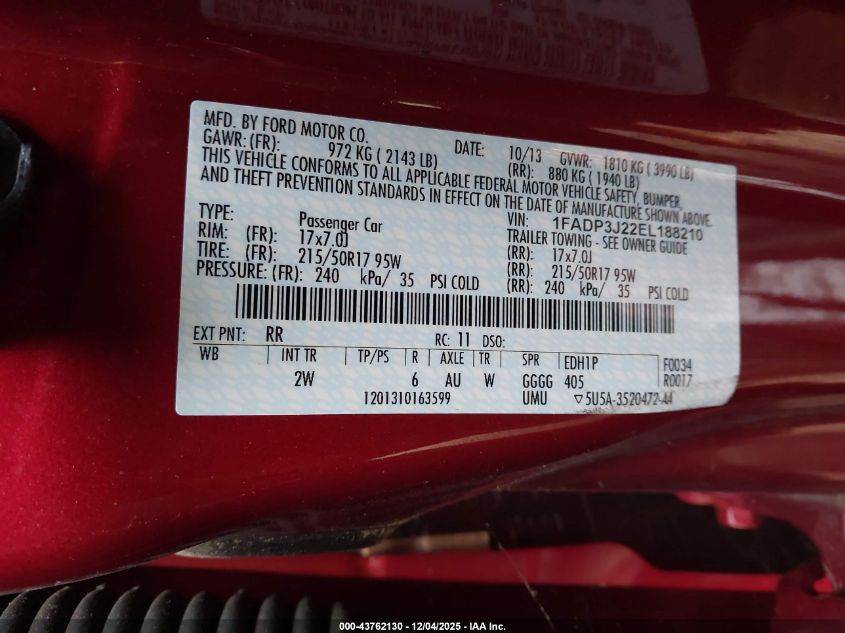 MFD. BY FORD MOTOR CO.
DATE: 10/13 GVWR: 1810 KG ( 3990 LB)
GAWR: (FR): 972 KG ( 2143 LB) (RR): 880 KG ( 1940 LB)
THIS VEHICLE CONFORMS TO ALL APPLICABLE FEDERAL MOTOR VEHICLE SAFETY, BUMPER,
AND THEFT PREVENTION STANDARDS IN EFFECT ON THE DATE OF MANUFACTURE SHOWN ABOVE.
VIN: 1FADP3J22EL188210
TYPE: Passenger Car TRAILER TOWING - SEE OWNER GUIDE
RIM: (FR): 17x7.0J (RR): 17x7.0J
TIRE: (FR): 215/50R17 95W (RR): 215/50R17 95W
PRESSURE: (FR): 240 kPa/ 35 PSI COLD (RR): 240 kPa/ 35 PSI COLD
EXT PNT: RR RC: 11 DSO:
WB INT TR TP/PS R AXLE TR SPR EDH1P F0034
2W 6 AU W GGGG 405 R0017
1201310163599 UMU ▽5U5A-3520472-AA
000-43762130 - 12/04/2025 - IAA Inc.